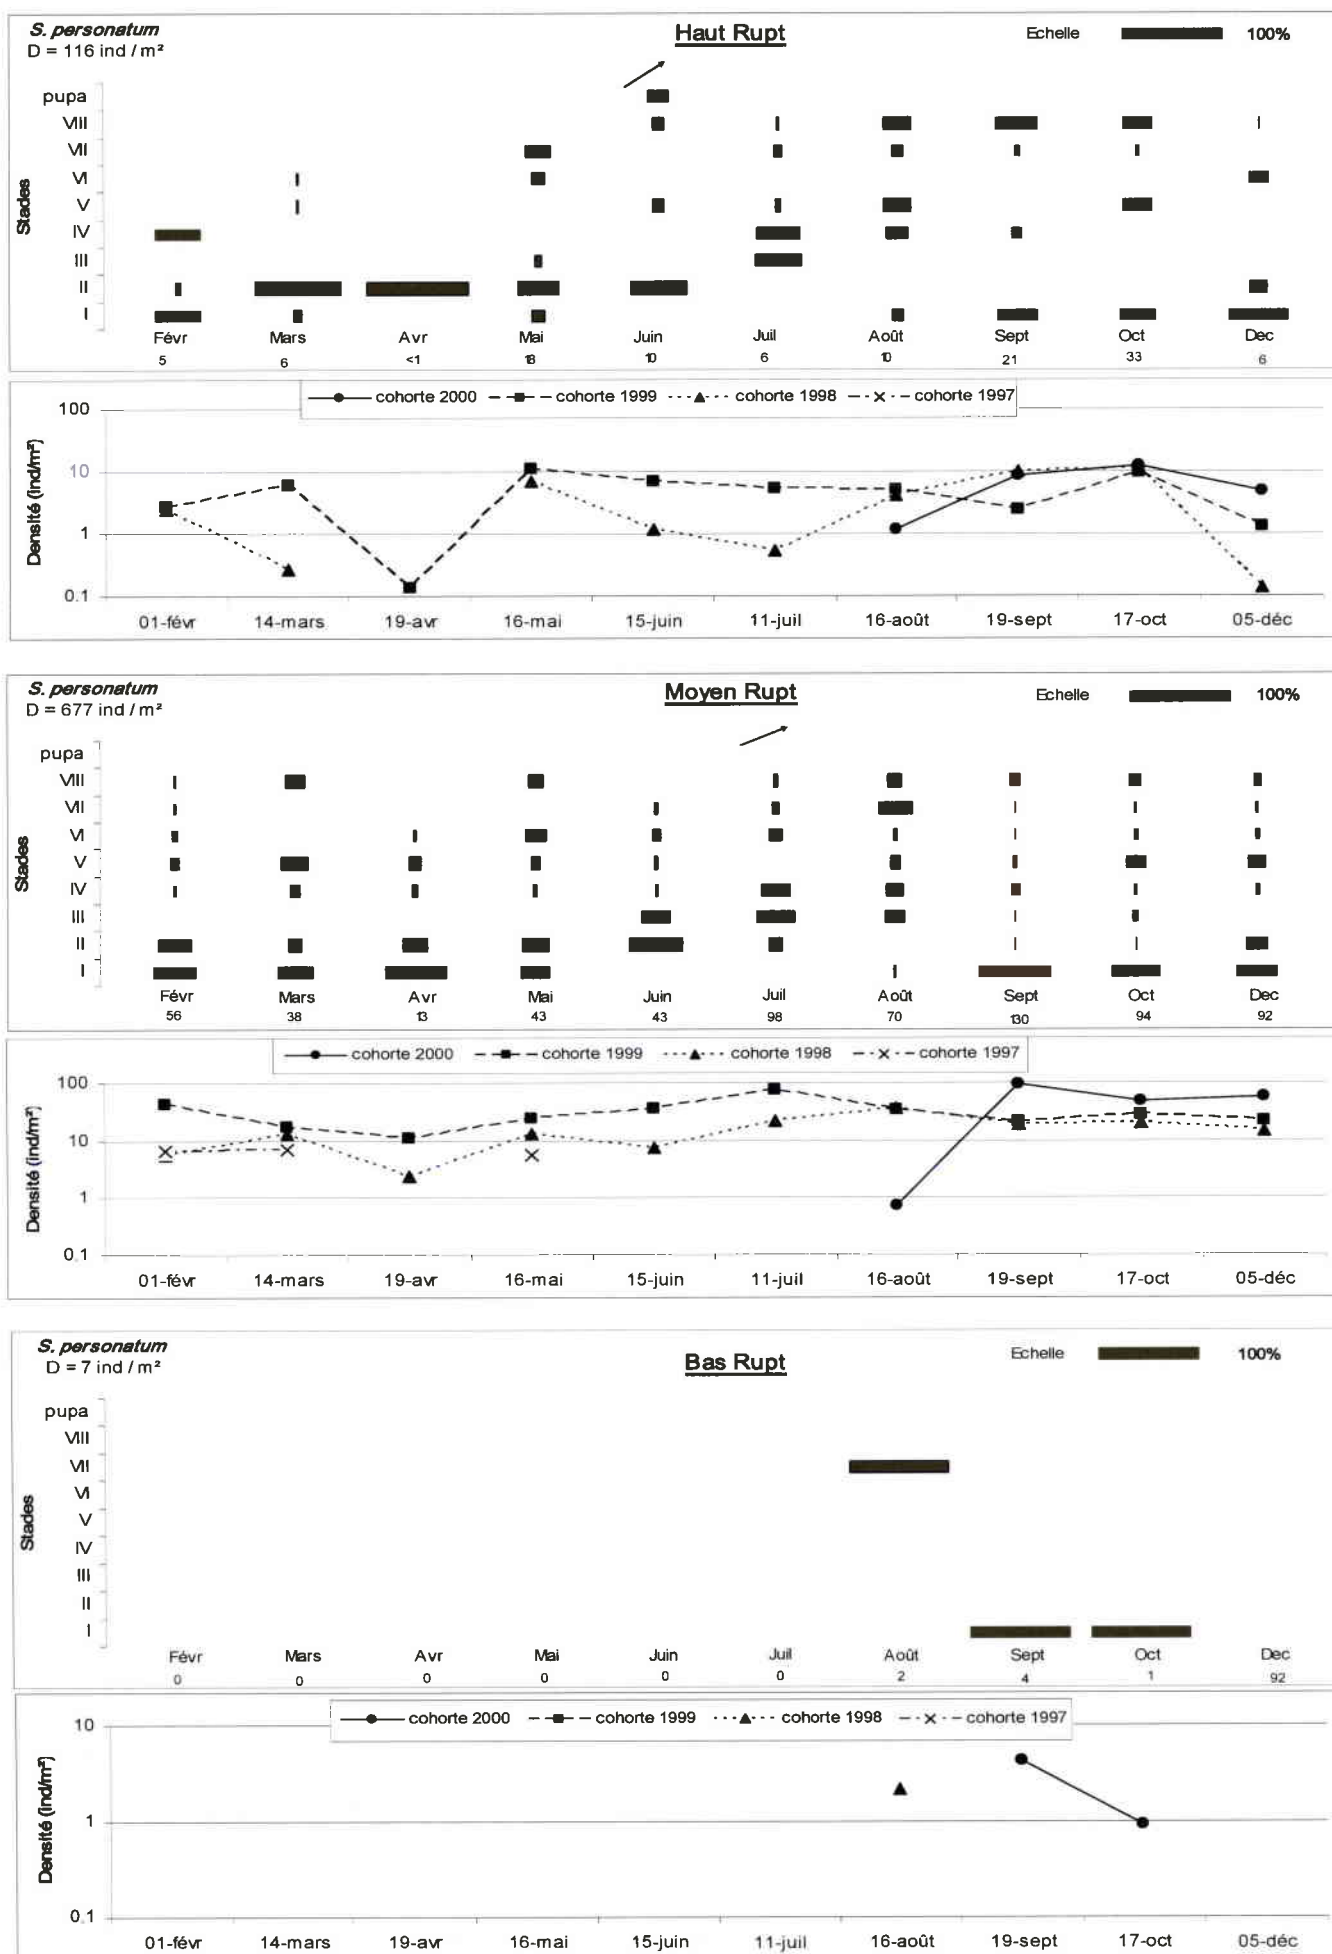 S. personatum
Haut Rupt
Echelle 100%
D = 116 ind / m²
pupa
VIII
VII
VI
V
IV
III
II
I
Stades
Févr Mars Avr Mai Juin Juil Août Sept Oct Dec
5 6 <1 18 10 6 10 21 33 6
cohorte 2000 cohorte 1999 cohorte 1998 cohorte 1997
100
10
1
0.1
Densité (ind/m²)
01-févr 14-mars 19-avr 16-mai 15-juin 11-juil 16-août 19-sept 17-oct 05-déc
S. personatum
Moyen Rupt
Echelle 100%
D = 677 ind / m²
pupa
VIII
VII
VI
V
IV
III
II
I
Stades
Févr Mars Avr Mai Juin Juil Août Sept Oct Dec
56 38 13 43 43 98 70 130 94 92
cohorte 2000 cohorte 1999 cohorte 1998 cohorte 1997
100
10
1
0.1
Densité (ind/m²)
01-févr 14-mars 19-avr 16-mai 15-juin 11-juil 16-août 19-sept 17-oct 05-déc
S. personatum
Bas Rupt
Echelle 100%
D = 7 ind / m²
pupa
VIII
VII
VI
V
IV
III
II
I
Stades
Févr Mars Avr Mai Juin Juil Août Sept Oct Dec
0 0 0 0 0 0 2 4 1 92
cohorte 2000 cohorte 1999 cohorte 1998 cohorte 1997
10
1
0.1
Densité (ind/m²)
01-févr 14-mars 19-avr 16-mai 15-juin 11-juil 16-août 19-sept 17-oct 05-déc